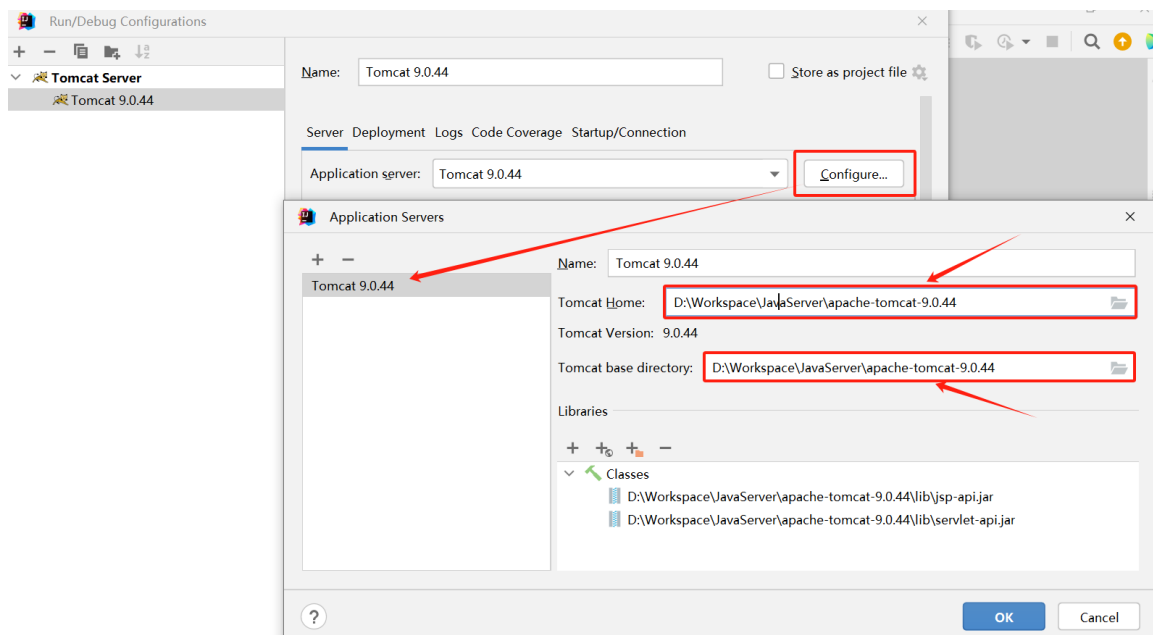 Run/Debug Configurations
Tomcat Server
Tomcat 9.0.44
Name: Tomcat 9.0.44 Store as project file
Server Deployment Logs Code Coverage Startup/Connection
Application server: Tomcat 9.0.44 Configure...
Application Servers
Tomcat 9.0.44
Name: Tomcat 9.0.44
Tomcat Home: D:\Workspace\JavaServer\apache-tomcat-9.0.44
Tomcat Version: 9.0.44
Tomcat base directory: D:\Workspace\JavaServer\apache-tomcat-9.0.44
Libraries
Classes
D:\Workspace\JavaServer\apache-tomcat-9.0.44\lib\jsp-api.jar
D:\Workspace\JavaServer\apache-tomcat-9.0.44\lib\servlet-api.jar
? OK Cancel